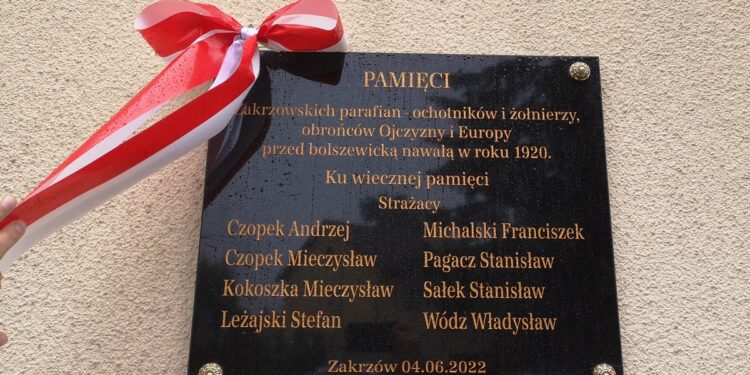 PAMIĘCI
Zakrzowskich parafian - ochotników i żołnierzy,
obrońców Ojczyzny i Europy
przed bolszewicką nawałą w roku 1920.
Ku wiecznej pamięci
Strażacy
Czopek Andrzej
Czopek Mieczysław
Kokoszka Mieczysław
Leżajski Stefan
Michalski Franciszek
Pagacz Stanisław
Sałek Stanisław
Wódz Władysław
Zakrzów 04.06.2022